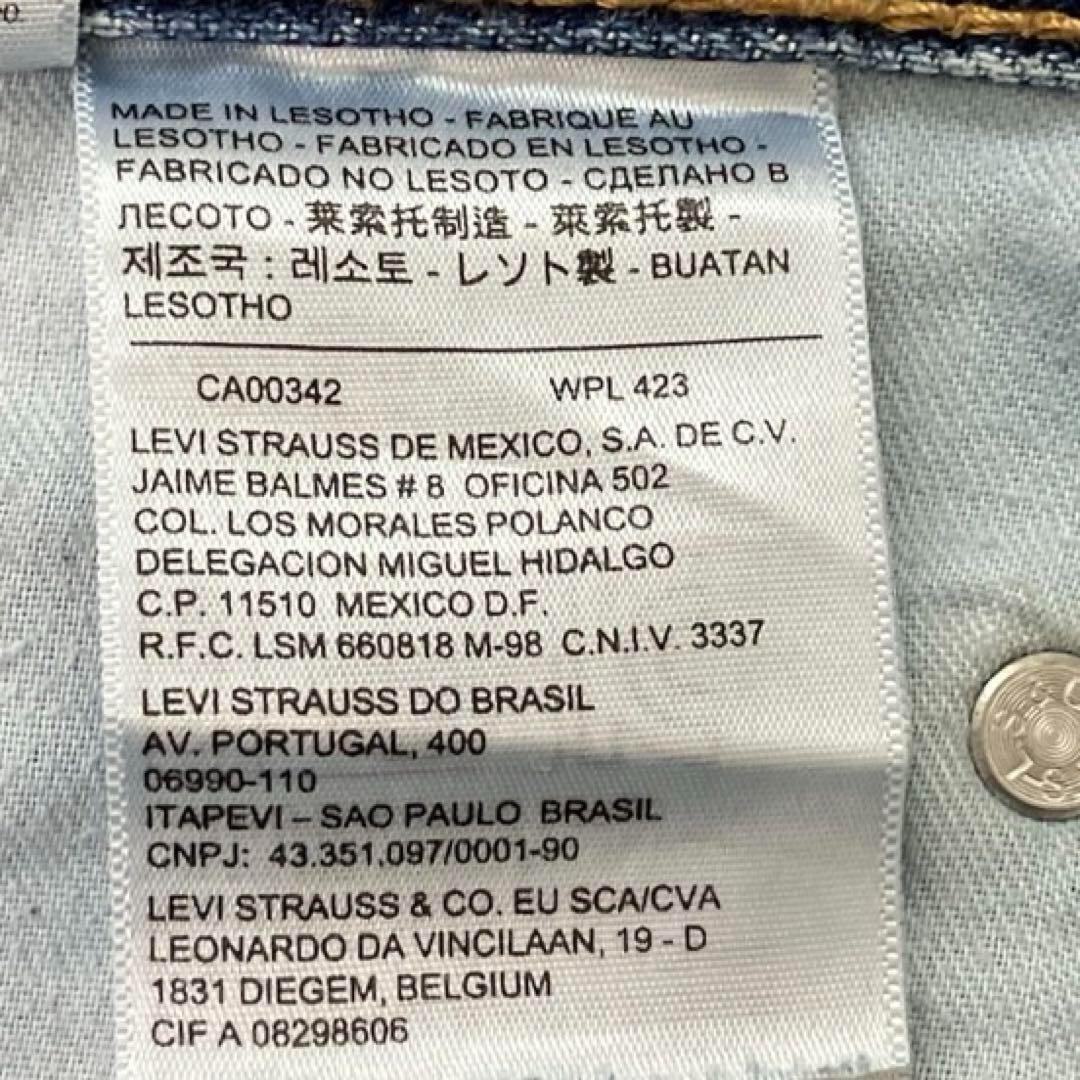 MADE IN LESOTHO - FABRIQUE AU
LESOTHO - FABRICADO EN LESOTHO -
FABRICADO NO LESOTO - СДЕЛАНО В
ЛЕСОТО - 莱索托制造 - 萊索托製 -
제조국 : 레소토 - レソト製 - BUATAN
LESOTHO
CA00342 WPL 423
LEVI STRAUSS DE MEXICO, S.A. DE C.V.
JAIME BALMES # 8 OFICINA 502
COL. LOS MORALES POLANCO
DELEGACION MIGUEL HIDALGO
C.P. 11510 MEXICO D.F.
R.F.C. LSM 660818 M-98 C.N.I.V. 3337
LEVI STRAUSS DO BRASIL
AV. PORTUGAL, 400
06990-110
ITAPEVI – SAO PAULO BRASIL
CNPJ: 43.351.097/0001-90
LEVI STRAUSS & CO. EU SCA/CVA
LEONARDO DA VINCILAAN, 19 - D
1831 DIEGEM, BELGIUM
CIF A 08298606